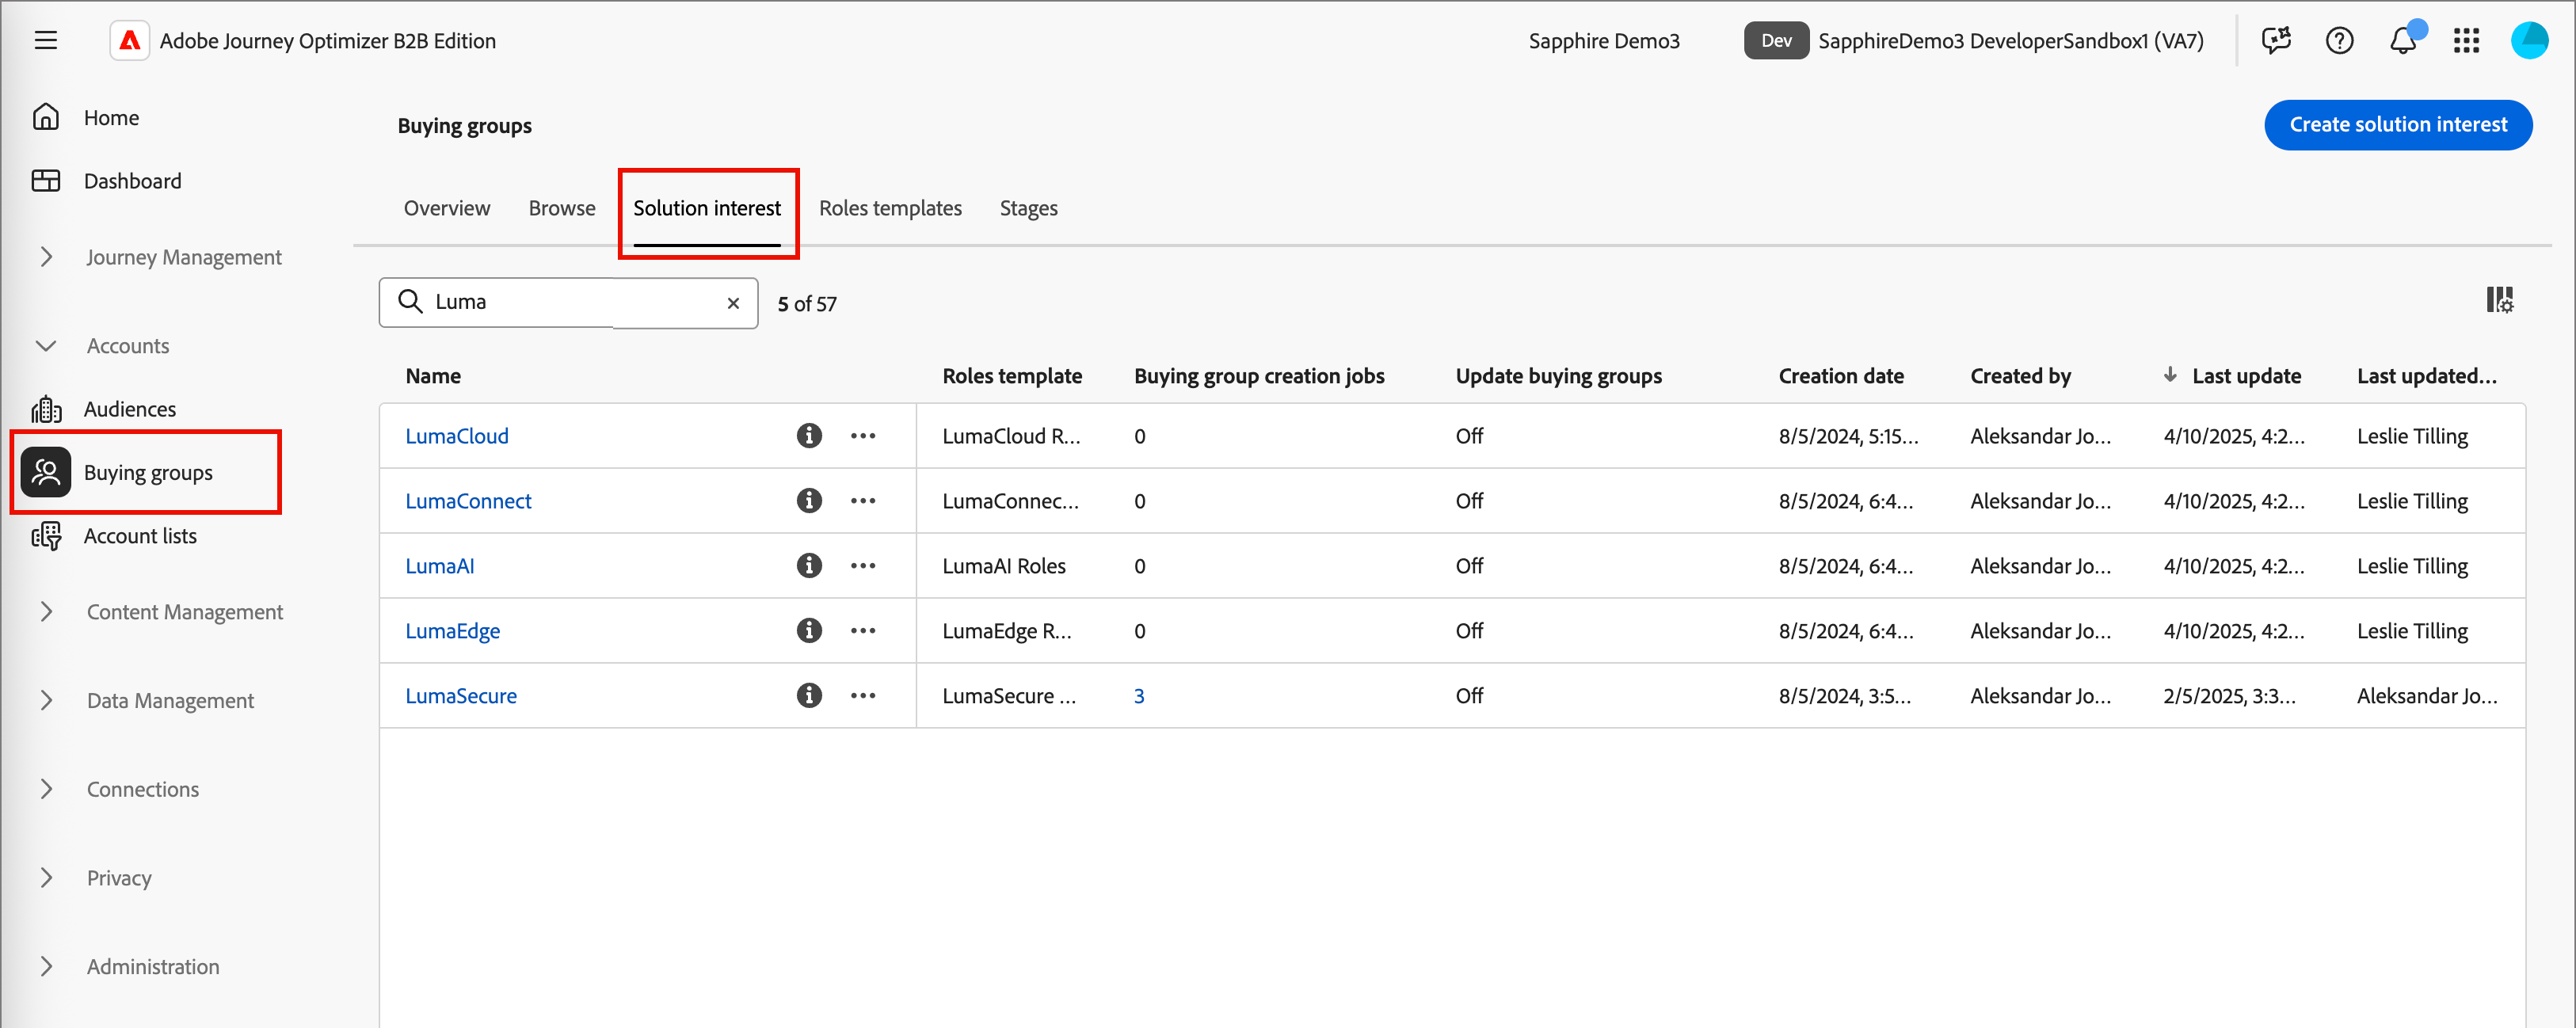 Adobe Journey Optimizer B2B Edition
Sapphire Demo3
Dev
SapphireDemo3 DeveloperSandbox1 (VA7)
Home
Dashboard
Journey Management
Accounts
Audiences
Buying groups
Account lists
Content Management
Data Management
Connections
Privacy
Administration
Buying groups
Create solution interest
Overview Browse Solution interest Roles templates Stages
Luma
5 of 57
Name Roles template Buying group creation jobs Update buying groups Creation date Created by Last update Last updated...
LumaCloud LumaCloud R... 0 Off 8/5/2024, 5:15... Aleksandar Jo... 4/10/2025, 4:2... Leslie Tilling
LumaConnect LumaConnec... 0 Off 8/5/2024, 6:4... Aleksandar Jo... 4/10/2025, 4:2... Leslie Tilling
LumaAI LumaAI Roles 0 Off 8/5/2024, 6:4... Aleksandar Jo... 4/10/2025, 4:2... Leslie Tilling
LumaEdge LumaEdge R... 0 Off 8/5/2024, 6:4... Aleksandar Jo... 4/10/2025, 4:2... Leslie Tilling
LumaSecure LumaSecure ... 3 Off 8/5/2024, 3:5... Aleksandar Jo... 2/5/2025, 3:3... Aleksandar Jo...